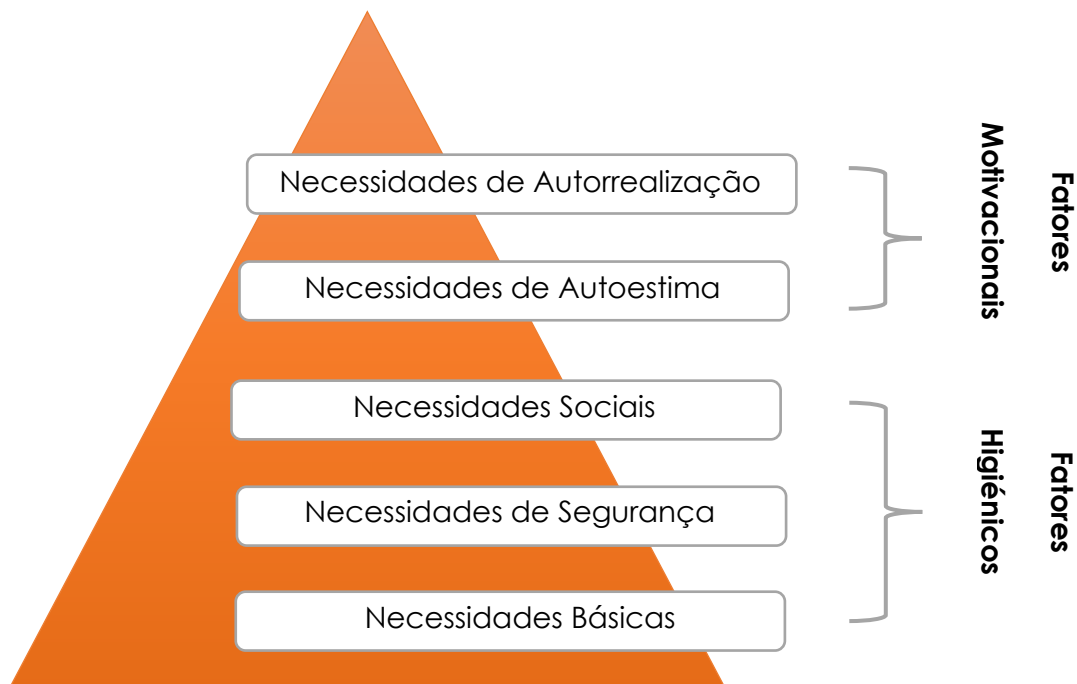 Necessidades de Autorrealização
Necessidades de Autoestima
Fatores
Motivacionais
Necessidades Sociais
Necessidades de Segurança
Necessidades Básicas
Fatores
Higiénicos